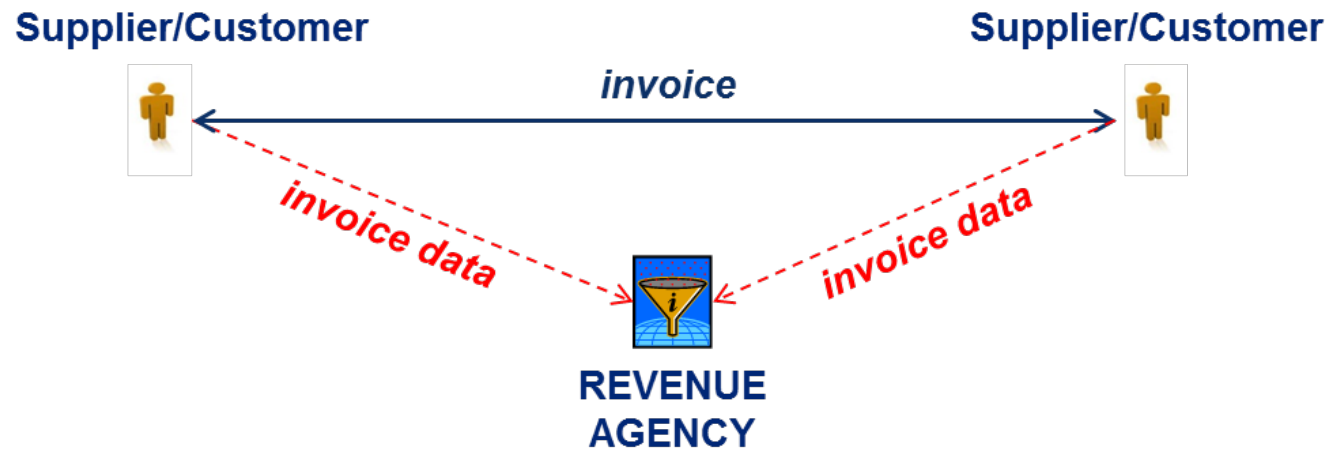 Supplier/Customer
Supplier/Customer
invoice
invoice data
invoice data
i
REVENUE
AGENCY